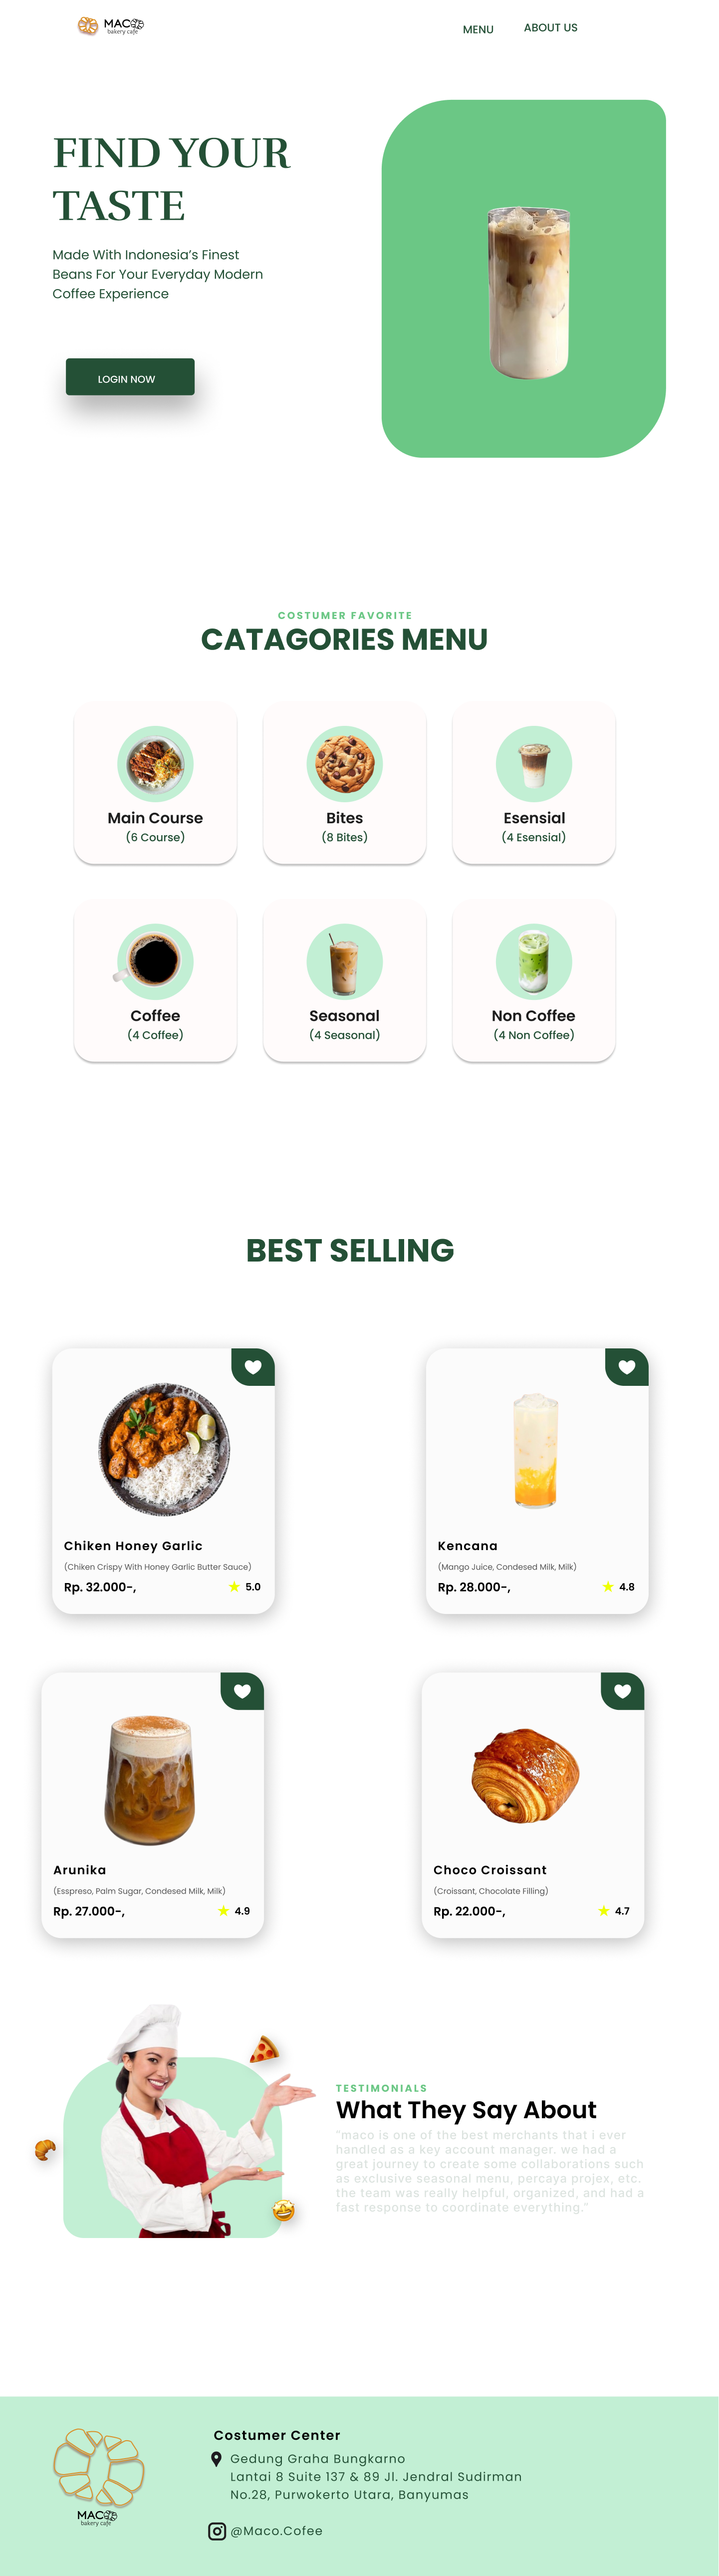 MACO
bakery cafe
MENU
ABOUT US
FIND YOUR
TASTE
Made With Indonesia’s Finest
Beans For Your Everyday Modern
Coffee Experience
LOGIN NOW
COSTUMER FAVORITE
CATAGORIES MENU
Main Course
(6 Course)
Bites
(8 Bites)
Esensial
(4 Esensial)
Coffee
(4 Coffee)
Seasonal
(4 Seasonal)
Non Coffee
(4 Non Coffee)
BEST SELLING
Chiken Honey Garlic
(Chiken Crispy With Honey Garlic Butter Sauce)
Rp. 32.000-,
5.0
Kencana
(Mango Juice, Condesed Milk, Milk)
Rp. 28.000-,
4.8
Arunika
(Esspreso, Palm Sugar, Condesed Milk, Milk)
Rp. 27.000-,
4.9
Choco Croissant
(Croissant, Chocolate Filling)
Rp. 22.000-,
4.7
TESTIMONIALS
What They Say About
“maco is one of the best merchants that i ever
handled as a key account manager. we had a
great journey to create some collaborations such
as exclusive seasonal menu, percaya projex, etc.
the team was really helpful, organized, and had a
fast response to coordinate everything.”
MACO
bakery cafe
Costumer Center
Gedung Graha Bungkarno
Lantai 8 Suite 137 & 89 Jl. Jendral Sudirman
No.28, Purwokerto Utara, Banyumas
@Maco.Cofee